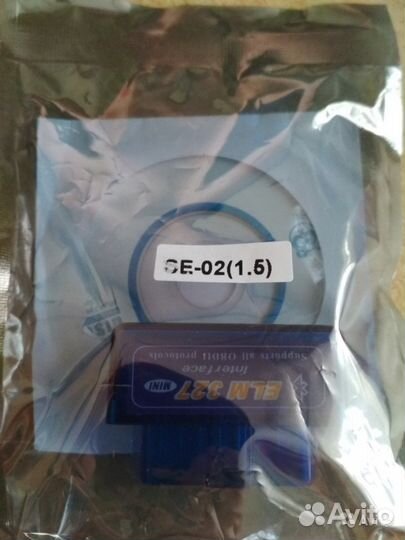 SE-02(1.5)
ELM 327
MINI
Interface
Supports all OBDII protocols
Avito